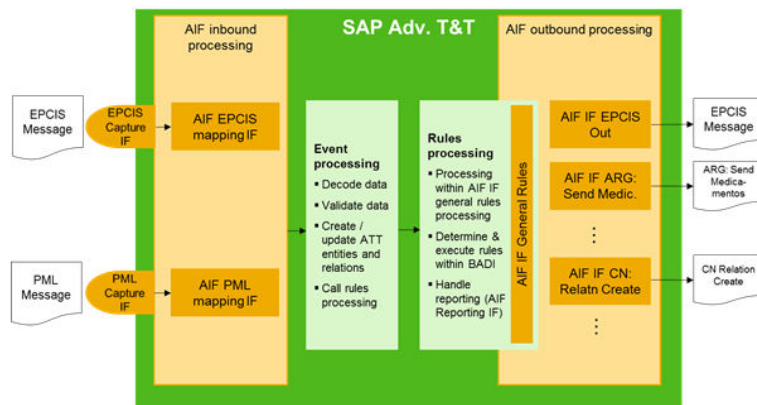 SAP Adv. T&T
AIF inbound
processing
AIF outbound processing
EPCIS
Message
EPCIS
Capture
IF
AIF EPCIS
mapping IF
PML
Message
PML
Capture
IF
AIF PML
mapping IF
Event processing
▪ Decode data
▪ Validate data
▪ Create /
update ATT
entities and
relations
▪ Call rules
processing
Rules
processing
▪ Processing
within AIF IF
general rules
processing
▪ Determine &
execute rules
within BADI
▪ Handle
reporting (AIF
Reporting IF)
AIF IF General Rules
AIF IF EPCIS
Out
AIF IF ARG:
Send Medic.
⋮
AIF IF CN:
Relatn Create
⋮
EPCIS
Message
ARG: Send
Medica-
mentos
CN Relation
Create